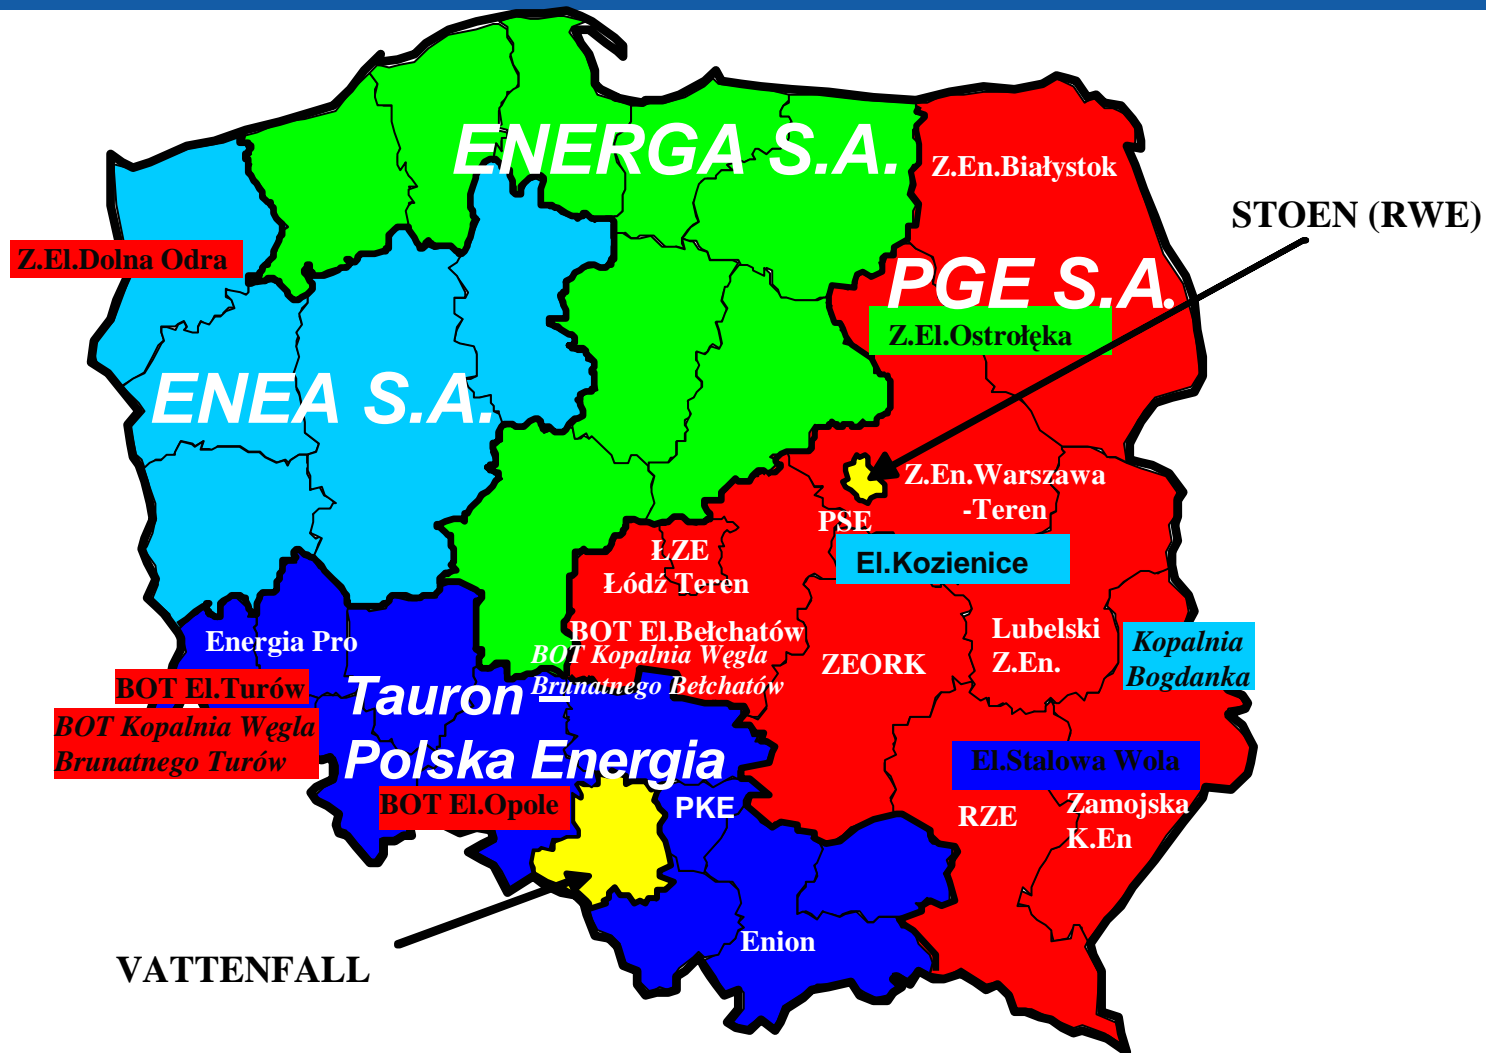 ENERGA S.A.
Z.En.Białystok
STOEN (RWE)
Z.El.Dolna Odra
PGE S.A.
Z.El.Ostrołęka
ENEA S.A.
Z.En.Warszawa
-Teren
PSE
ŁZE
Łódź Teren
El.Kozienice
Energia Pro
BOT El.Bełchatów
BOT Kopalnia Węgla
Brunatnego Bełchatów
ZEORK
Lubelski
Z.En.
Kopalnia
Bogdanka
BOT El.Turów
BOT Kopalnia Węgla
Brunatnego Turów
Tauron –
Polska Energia
BOT El.Opole
PKE
El.Stalowa Wola
RZE
Zamojska
K.En
Enion
VATTENFALL